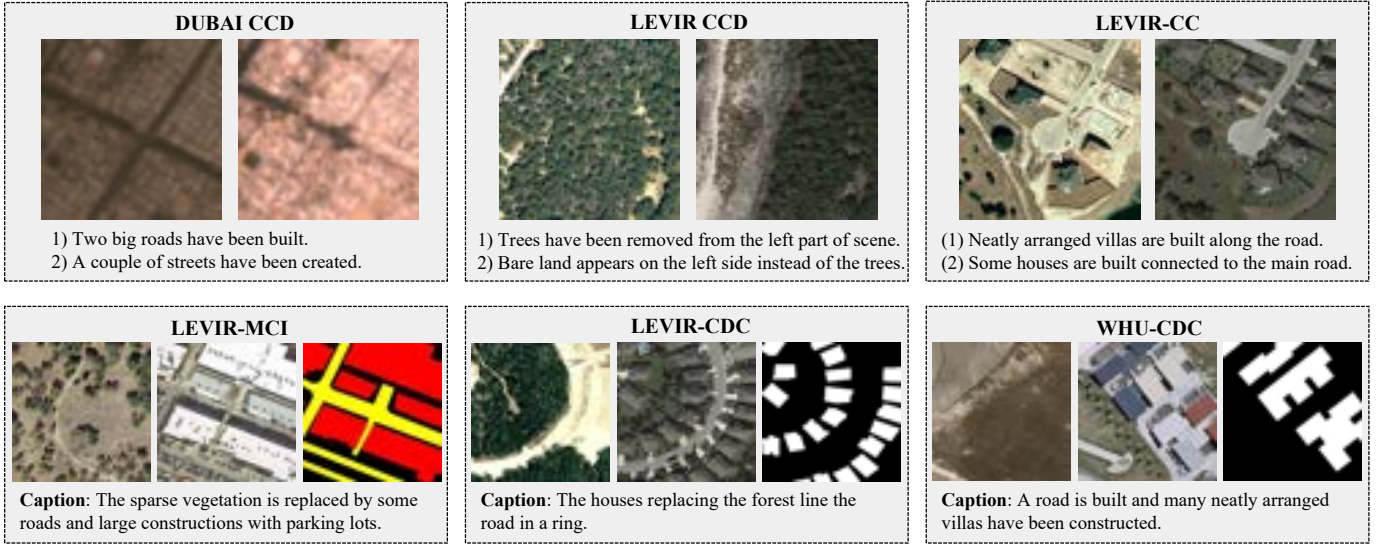 DUBAI CCD
1) Two big roads have been built.
2) A couple of streets have been created.
LEVIR CCD
1) Trees have been removed from the left part of scene.
2) Bare land appears on the left side instead of the trees.
LEVIR-CC
(1) Neatly arranged villas are built along the road.
(2) Some houses are built connected to the main road.
LEVIR-MCI
Caption: The sparse vegetation is replaced by some
roads and large constructions with parking lots.
LEVIR-CDC
Caption: The houses replacing the forest line the
road in a ring.
WHU-CDC
Caption: A road is built and many neatly arranged
villas have been constructed.